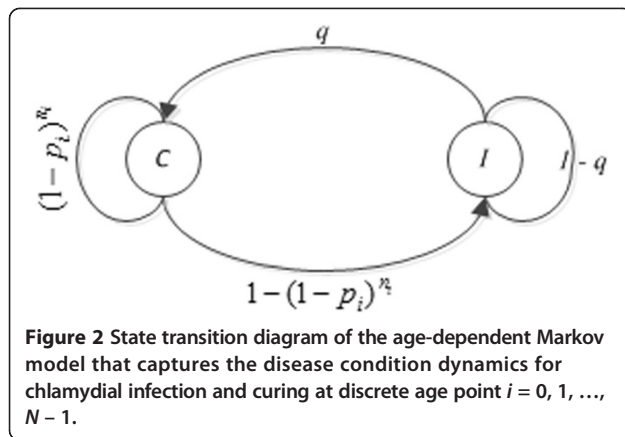 q
(1 − p_i)^{n_i}
C
I
1 - q
1 − (1 − p_i)^{n_i}
Figure 2 State transition diagram of the age-dependent Markov
model that captures the disease condition dynamics for
chlamydial infection and curing at discrete age point i = 0, 1, …,
N – 1.